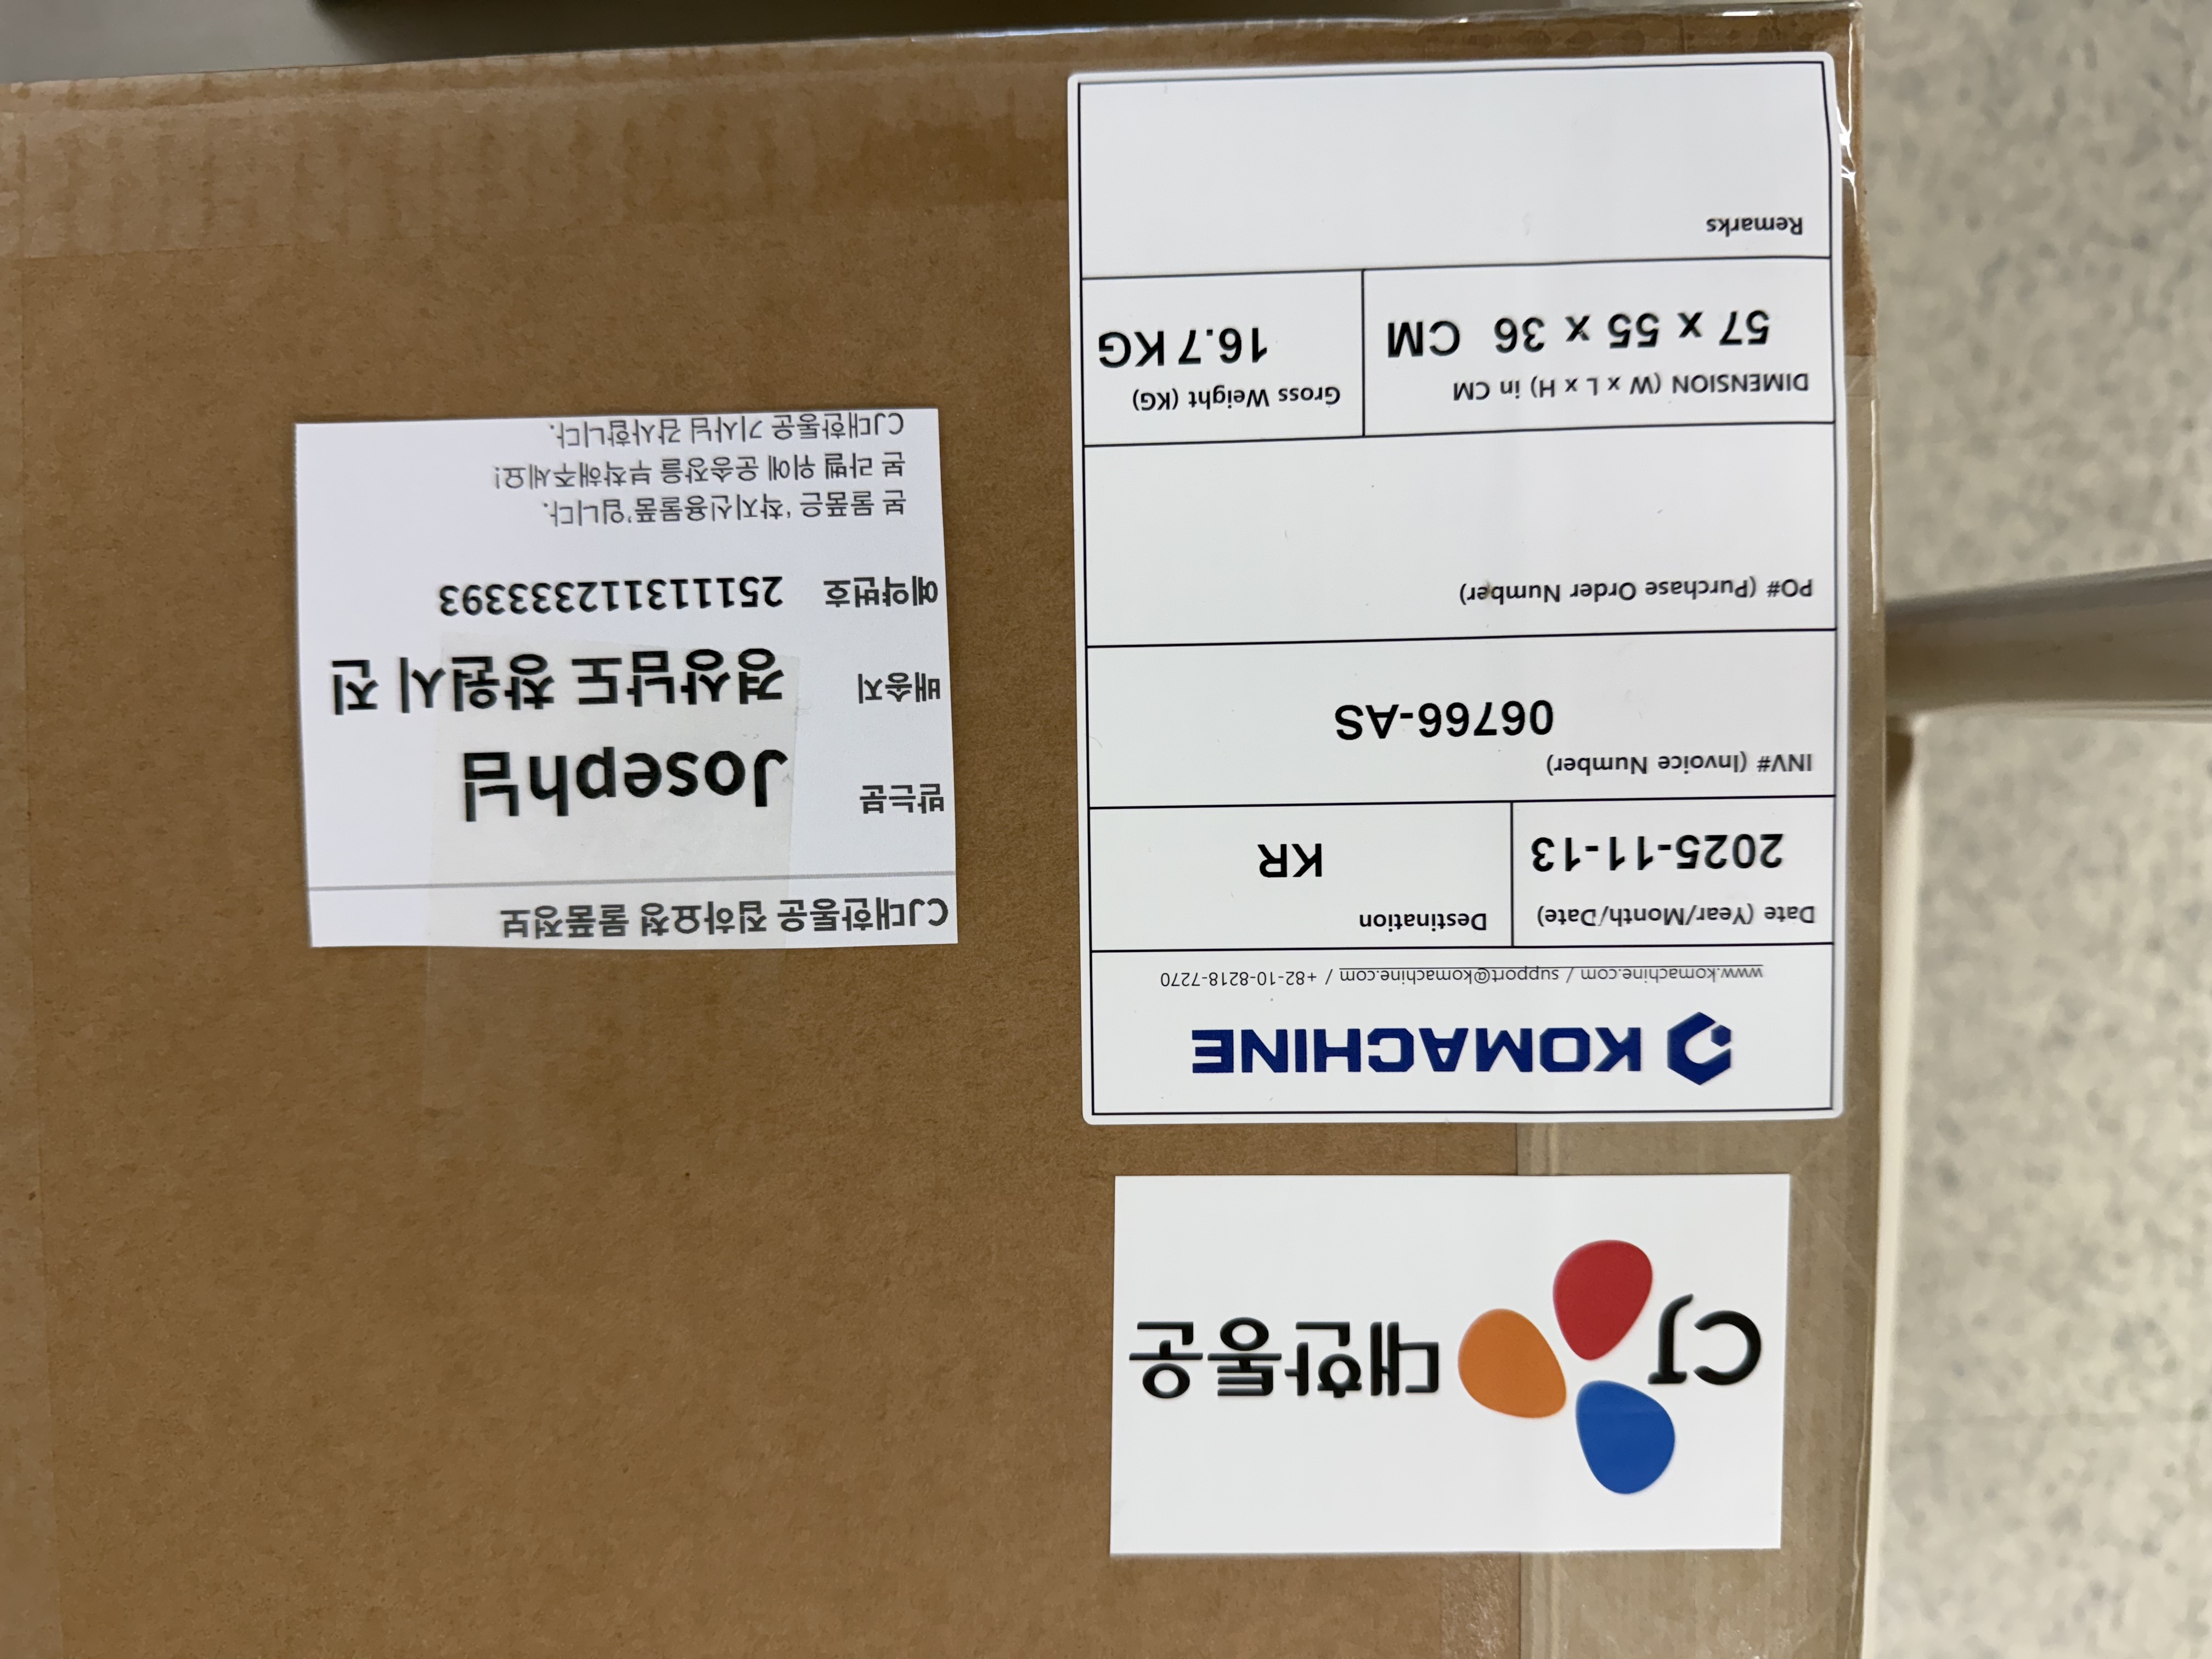 CJ 대한통운
KOMACHINE
www.komachine.com / support@komachine.com / +82-10-8218-7270
Date (Year/Month/Date)
2025-11-13
Destination
KR
INV# (Invoice Number)
06766-AS
PO# (Purchase Order Number)
DIMENSION (W x L x H) in CM
57 x 55 x 36 CM
Gross Weight (KG)
16.7 KG
Remarks
CJ대한통운 집하요청 물품정보
받는분 Joseph님
배송지 경상남도 창원시 진
예약번호 251113112333393
본 물품은 '착지신용물품'입니다.
본 라벨 위에 운송장을 부착해주세요!
CJ대한통운 기사님 감사합니다.